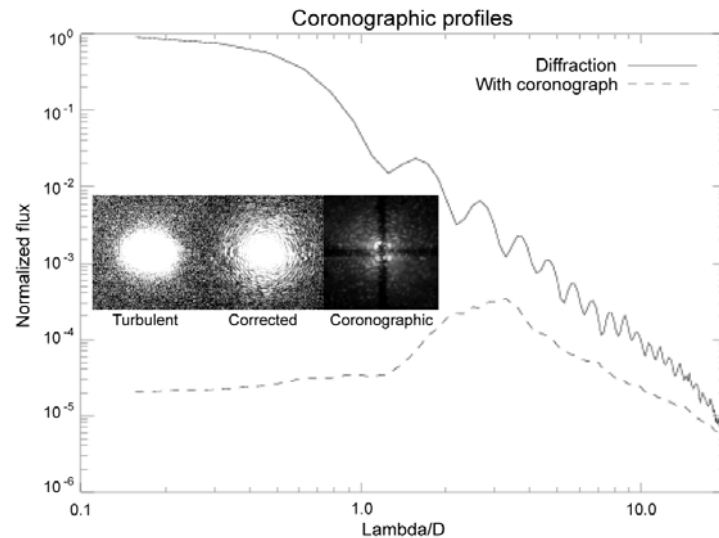 Coronographic profiles
10^0
10^-1
10^-2
10^-3
10^-4
10^-5
10^-6
Normalized flux
Diffraction
With coronograph
Turbulent Corrected Coronographic
0.1 1.0 10.0
Lambda/D